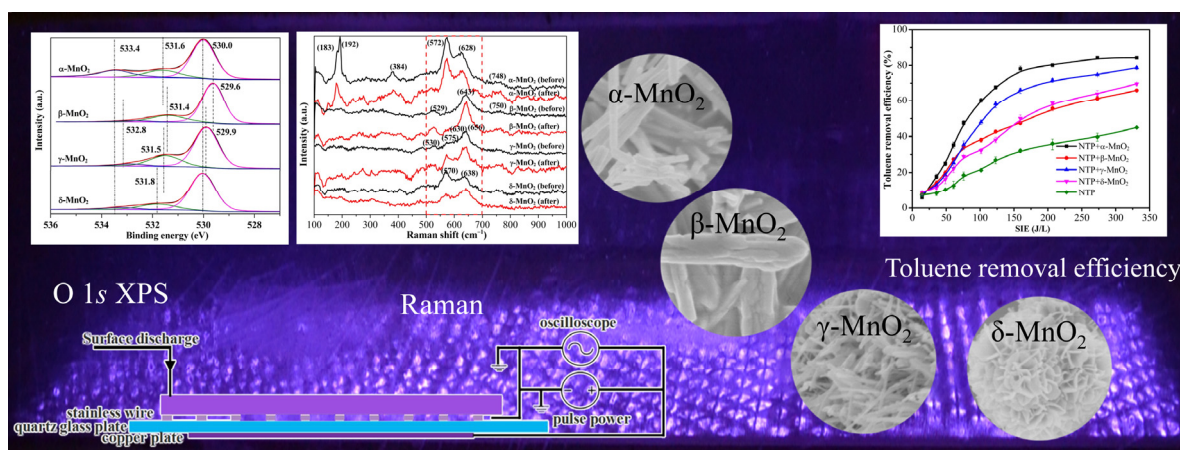 533.4
531.6
530.0
α-MnO₂
529.6
531.4
β-MnO₂
532.8
529.9
γ-MnO₂
531.5
531.8
δ-MnO₂
536 534 532 530 528
Binding energy (eV)
Intensity (a.u.)
(183)
(192)
(384)
(572)
(628)
(748)
α-MnO₂ (before)
α-MnO₂ (after)
(643)
β-MnO₂ (before)
(529)
(750)
β-MnO₂ (after)
(630)
(656)
(530)
(575)
γ-MnO₂ (before)
γ-MnO₂ (after)
(570)
(638)
δ-MnO₂ (before)
δ-MnO₂ (after)
100 200 300 400 500 600 700 800 900 1000
Raman shift (cm⁻¹)
Intensity (a.u.)
α-MnO₂
β-MnO₂
γ-MnO₂
δ-MnO₂
100
80
60
40
20
0
Toluene removal efficiency (%)
NTP+α-MnO₂
NTP+β-MnO₂
NTP+γ-MnO₂
NTP+δ-MnO₂
NTP
0 50 100 150 200 250 300 350
SIE (J/L)
Toluene removal efficiency
O 1s XPS
Raman
Surface discharge
oscilloscope
pulse power
stainless wire
quartz glass plate
copper plate